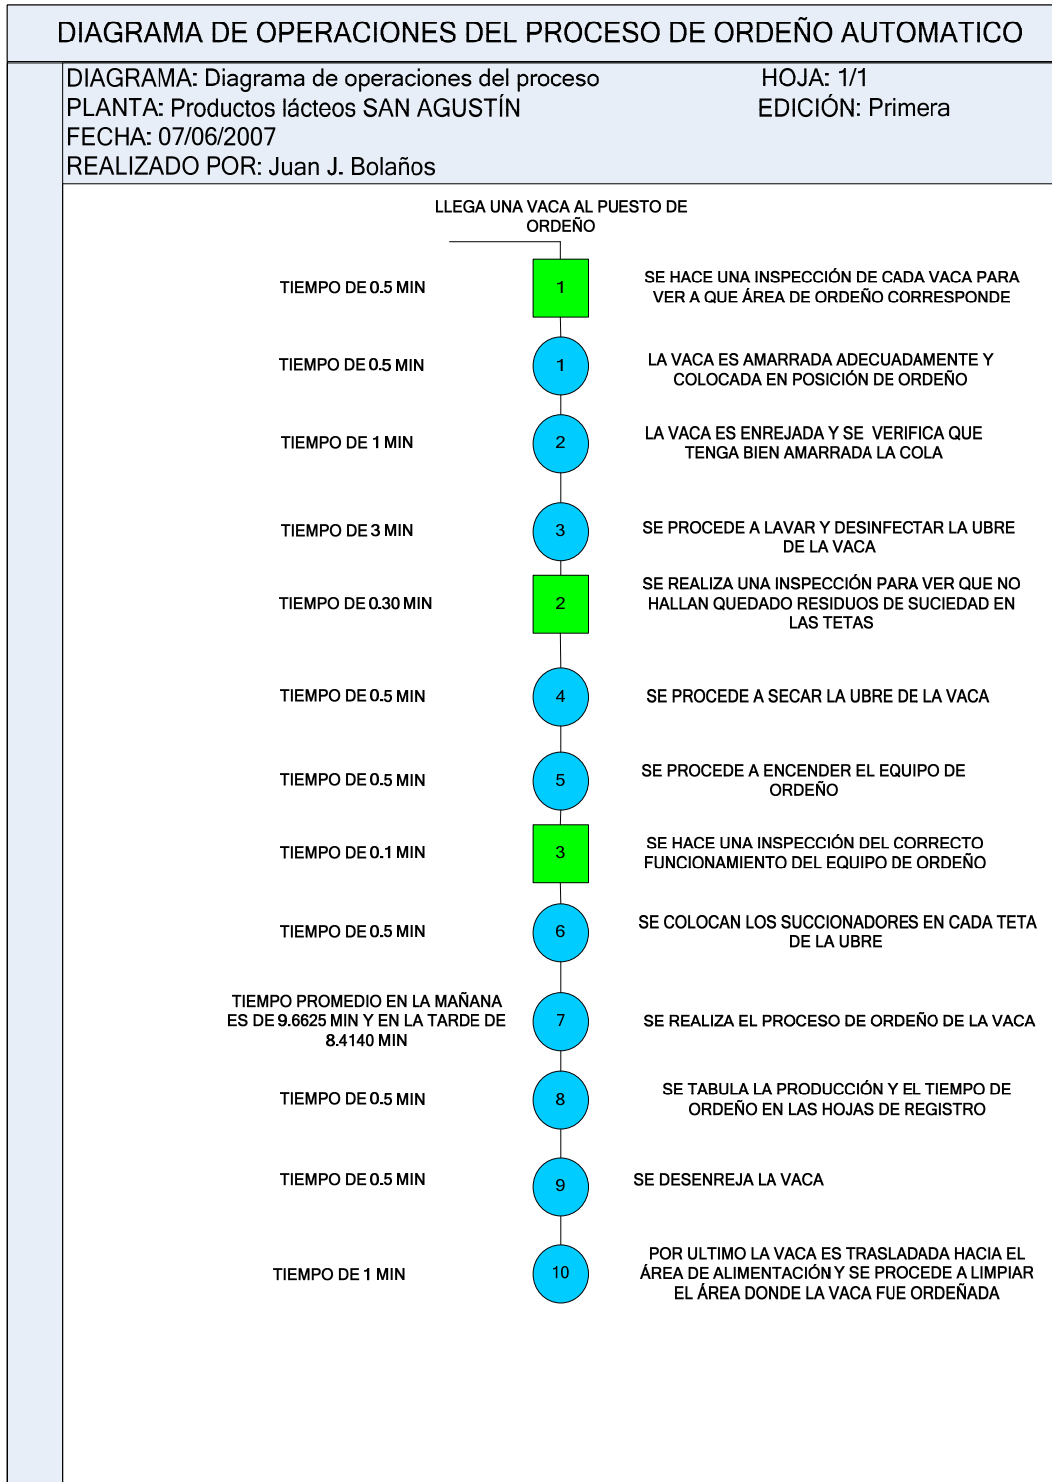 DIAGRAMA DE OPERACIONES DEL PROCESO DE ORDEÑO AUTOMATICO
DIAGRAMA: Diagrama de operaciones del proceso
HOJA: 1/1
PLANTA: Productos lácteos SAN AGUSTÍN
EDICIÓN: Primera
FECHA: 07/06/2007
REALIZADO POR: Juan J. Bolaños
LLEGA UNA VACA AL PUESTO DE
ORDEÑO
TIEMPO DE 0.5 MIN
1
SE HACE UNA INSPECCIÓN DE CADA VACA PARA
VER A QUE ÁREA DE ORDEÑO CORRESPONDE
TIEMPO DE 0.5 MIN
1
LA VACA ES AMARRADA ADECUADAMENTE Y
COLOCADA EN POSICIÓN DE ORDEÑO
TIEMPO DE 1 MIN
2
LA VACA ES ENREJADA Y SE VERIFICA QUE
TENGA BIEN AMARRADA LA COLA
TIEMPO DE 3 MIN
3
SE PROCEDE A LAVAR Y DESINFECTAR LA UBRE
DE LA VACA
TIEMPO DE 0.30 MIN
2
SE REALIZA UNA INSPECCIÓN PARA VER QUE NO
HALLAN QUEDADO RESIDUOS DE SUCIEDAD EN
LAS TETAS
TIEMPO DE 0.5 MIN
4
SE PROCEDE A SECAR LA UBRE DE LA VACA
TIEMPO DE 0.5 MIN
5
SE PROCEDE A ENCENDER EL EQUIPO DE
ORDEÑO
TIEMPO DE 0.1 MIN
3
SE HACE UNA INSPECCIÓN DEL CORRECTO
FUNCIONAMIENTO DEL EQUIPO DE ORDEÑO
TIEMPO DE 0.5 MIN
6
SE COLOCAN LOS SUCCIONADORES EN CADA TETA
DE LA UBRE
TIEMPO PROMEDIO EN LA MAÑANA
ES DE 9.6625 MIN Y EN LA TARDE DE
8.4140 MIN
7
SE REALIZA EL PROCESO DE ORDEÑO DE LA VACA
TIEMPO DE 0.5 MIN
8
SE TABULA LA PRODUCCIÓN Y EL TIEMPO DE
ORDEÑO EN LAS HOJAS DE REGISTRO
TIEMPO DE 0.5 MIN
9
SE DESENREJA LA VACA
TIEMPO DE 1 MIN
10
POR ULTIMO LA VACA ES TRASLADADA HACIA EL
ÁREA DE ALIMENTACIÓN Y SE PROCEDE A LIMPIAR
EL ÁREA DONDE LA VACA FUE ORDEÑADA